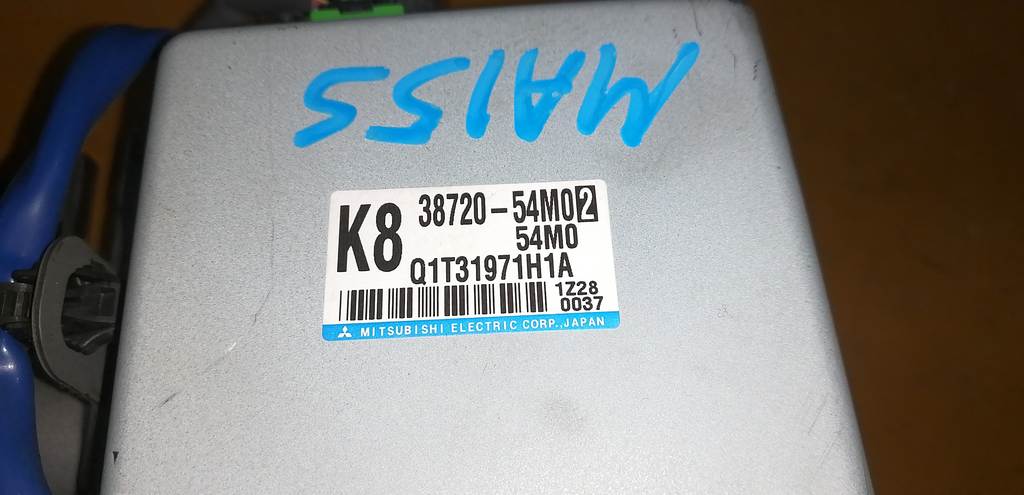 MA15S
K8
38720-54M02
54M0
Q1T31971H1A
1Z28
0037
MITSUBISHI ELECTRIC CORP., JAPAN